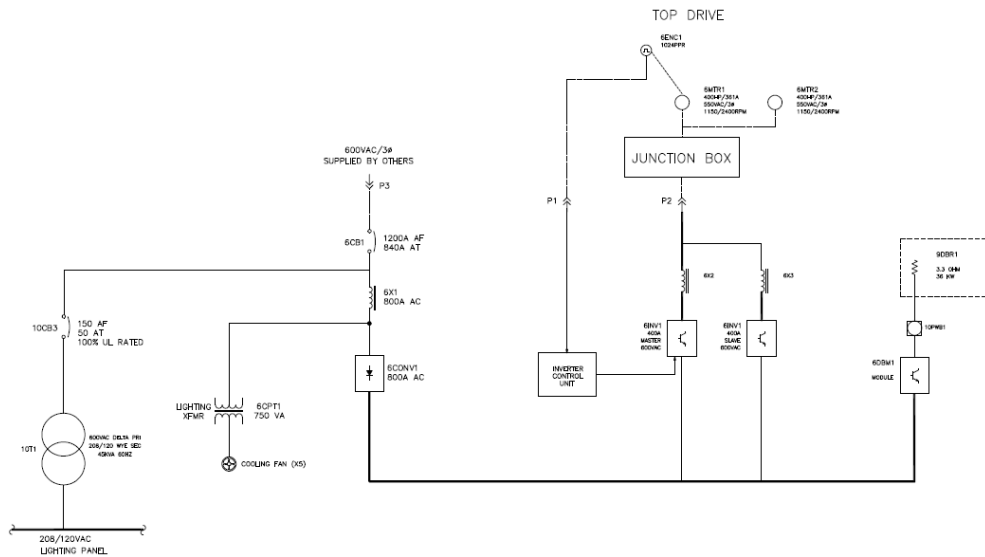 TOP DRIVE
6ENC1
1024PPR
6MTR1
400HP/361A
550VAC/3ø
1150/2400RPM
6MTR2
400HP/361A
550VAC/3ø
1150/2400RPM
JUNCTION BOX
600VAC/3ø
SUPPLIED BY OTHERS
P3
P1
P2
6CB1
1200A AF
840A AT
9DBR1
3.3 OHM
36 KW
6X1
800A AC
6X2
6X3
10CB3
150 AF
50 AT
100% UL RATED
10PWB1
6INV1
400A
MASTER
600VAC
6INV1
400A
SLAVE
600VAC
6CONV1
800A AC
INVERTER
CONTROL
UNIT
6DBM1
MODULE
LIGHTING
XFMR
6CPT1
750 VA
10T1
600VAC DELTA PRI
208/120 WYE SEC
45KVA 60HZ
COOLING FAN (X5)
208/120VAC
LIGHTING PANEL